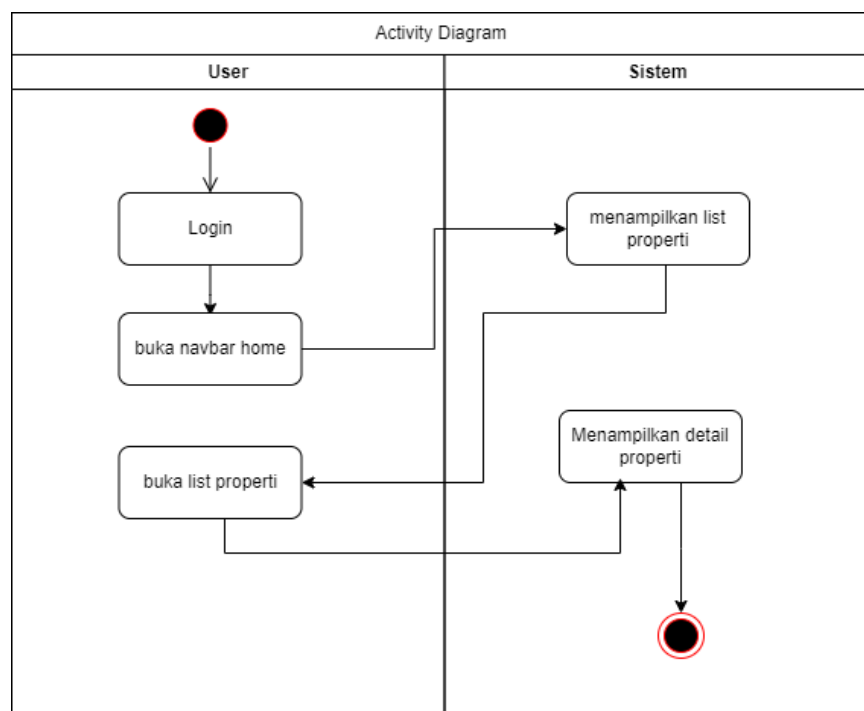 Activity Diagram
User
Sistem
Login
menampilkan list
properti
buka navbar home
Menampilkan detail
properti
buka list properti